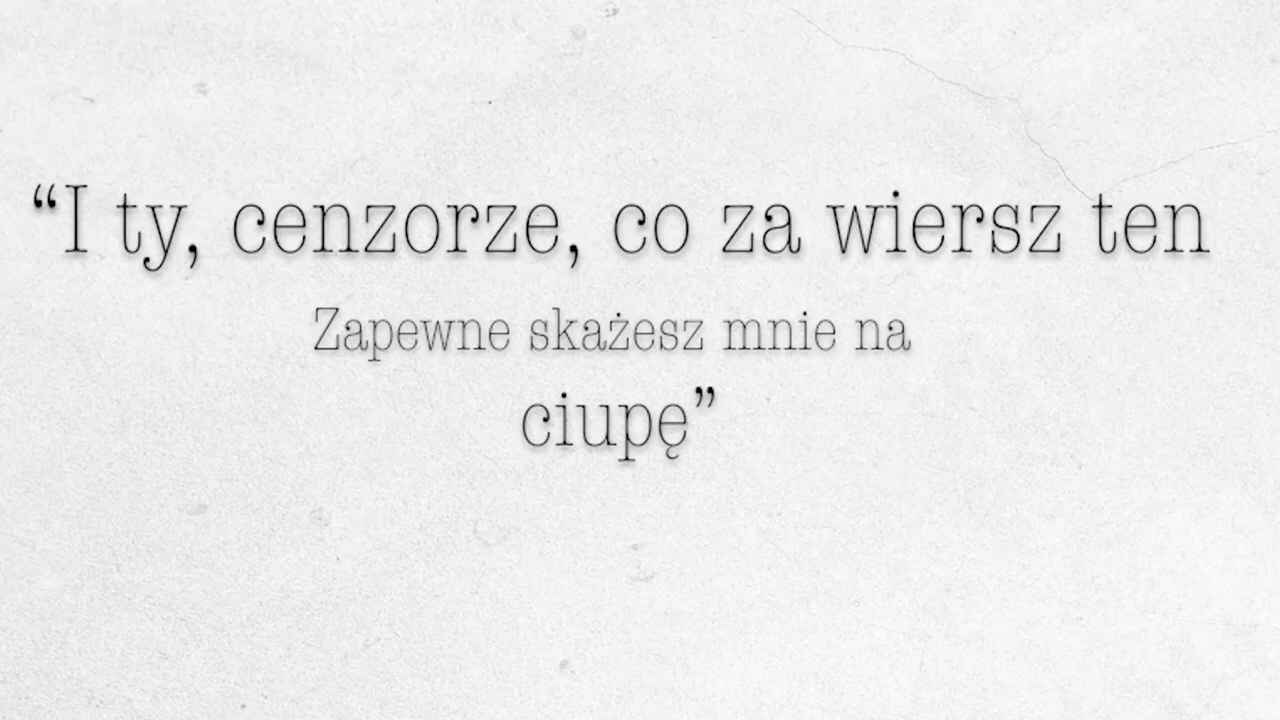 “I ty, cenzorze, co za wiersz ten
Zapewne skażesz mnie na
ciupę”